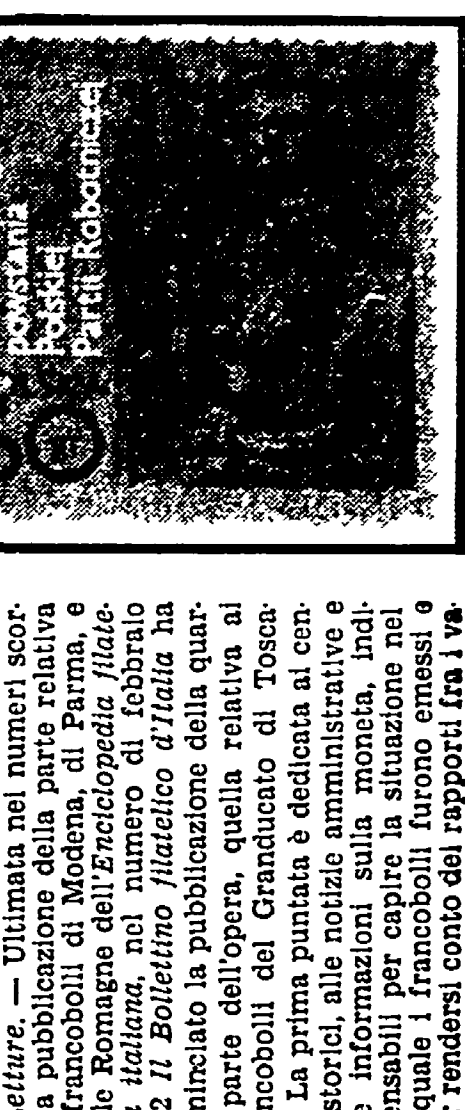 powstania
Polskiej
Partii Robotniczej
etture. — Ultimata nei numeri scor-
a pubblicazione della parte relativa
francobolli di Modena, di Parma, e
le Romagne dell'Enciclopedia filate-
italiana, nel numero di febbraio
2 Il Bollettino filatelico d'Italia ha
minciato la pubblicazione della quar-
parte dell'opera, quella relativa ai
ncobolli del Granducato di Tosca-
La prima puntata è dedicata ai cen-
storici, alle notizie amministrative e
e informazioni sulla moneta, indi-
ensabili per capire la situazione nel
quale i francobolli furono emessi e
r rendersi conto dei rapporti fra i va-